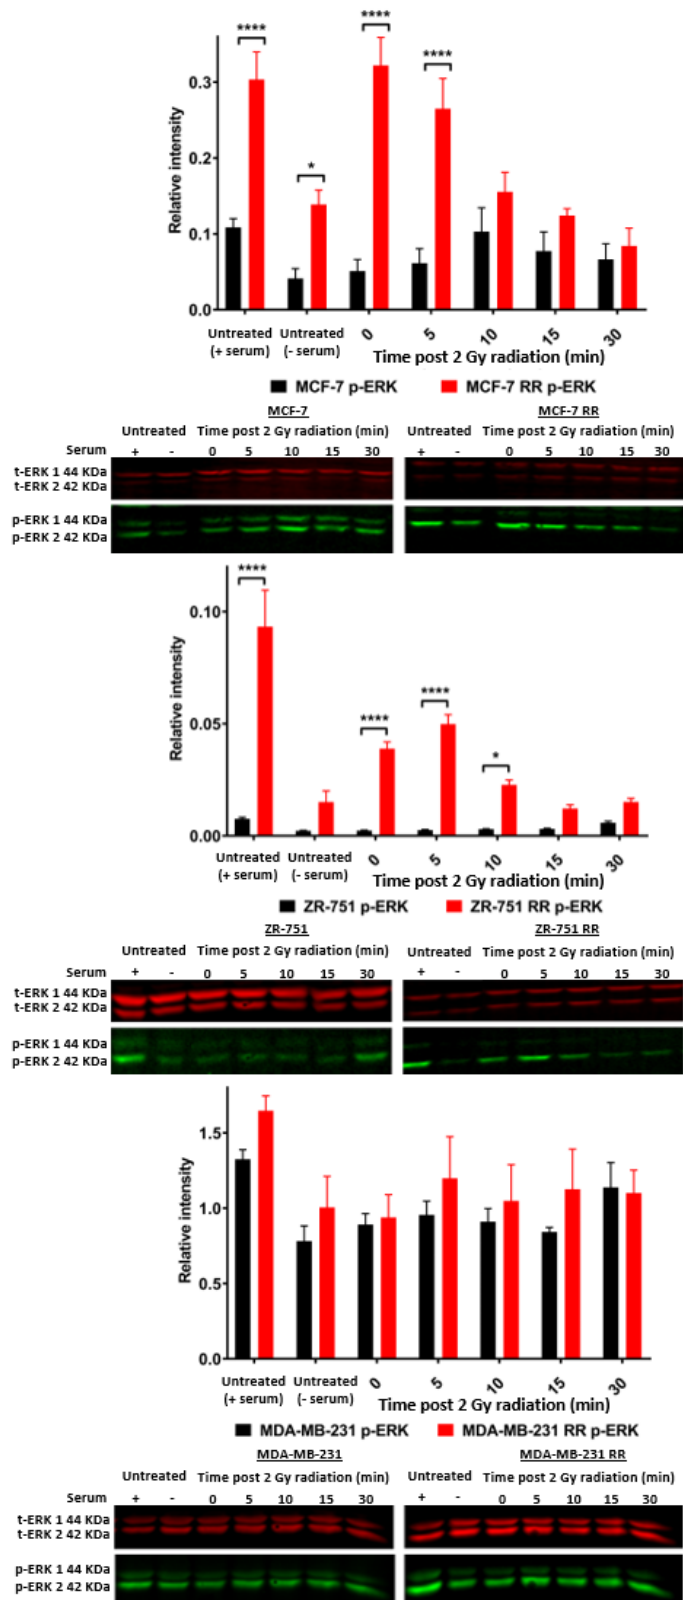 ****
****
****
*
0.3
0.2
0.1
0.0
Relative intensity
Untreated (+ serum)
Untreated (- serum)
0 5 10 15 30
Time post 2 Gy radiation (min)
MCF-7 p-ERK MCF-7 RR p-ERK
MCF-7 MCF-7 RR
Untreated Time post 2 Gy radiation (min) Untreated Time post 2 Gy radiation (min)
Serum + - 0 5 10 15 30 + - 0 5 10 15 30
t-ERK 1 44 KDa
t-ERK 2 42 KDa
p-ERK 1 44 KDa
p-ERK 2 42 KDa
****
****
****
*
0.10
0.05
0.00
Relative intensity
Untreated (+ serum)
Untreated (- serum)
0 5 10 15 30
Time post 2 Gy radiation (min)
ZR-751 p-ERK ZR-751 RR p-ERK
ZR-751 ZR-751 RR
Untreated Time post 2 Gy radiation (min) Untreated Time post 2 Gy radiation (min)
Serum + - 0 5 10 15 30 + - 0 5 10 15 30
t-ERK 1 44 KDa
t-ERK 2 42 KDa
p-ERK 1 44 KDa
p-ERK 2 42 KDa
1.5
1.0
0.5
0.0
Relative intensity
Untreated (+ serum)
Untreated (- serum)
0 5 10 15 30
Time post 2 Gy radiation (min)
MDA-MB-231 p-ERK MDA-MB-231 RR p-ERK
MDA-MB-231 MDA-MB-231 RR
Untreated Time post 2 Gy radiation (min) Untreated Time post 2 Gy radiation (min)
Serum + - 0 5 10 15 30 + - 0 5 10 15 30
t-ERK 1 44 KDa
t-ERK 2 42 KDa
p-ERK 1 44 KDa
p-ERK 2 42 KDa